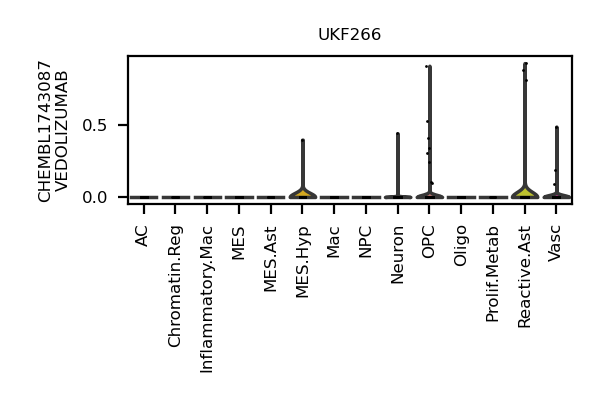 UKF266
CHEMBL1743087
VEDOLIZUMAB
0.5
0.0
AC
Chromatin.Reg
Inflammatory.Mac
MES
MES.Ast
MES.Hyp
Mac
NPC
Neuron
OPC
Oligo
Prolif.Metab
Reactive.Ast
Vasc